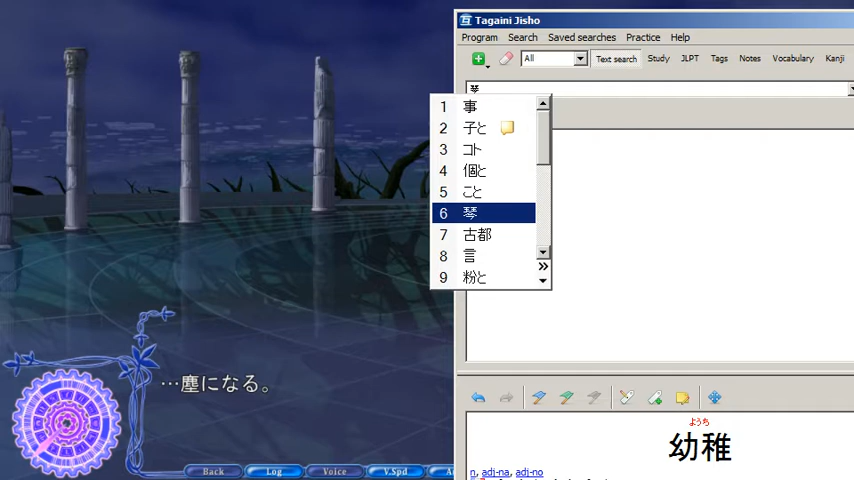 Tagaini Jisho
Program Search Saved searches Practice Help
All Text search Study JLPT Tags Notes Vocabulary Kanji
琴
1 事
2 子と
3 コト
4 個と
5 こと
6 琴
7 古都
8 言
9 粉と
…塵になる。
Back Log Voice V.Spd
ようち
幼稚
n, adj-na, adj-no